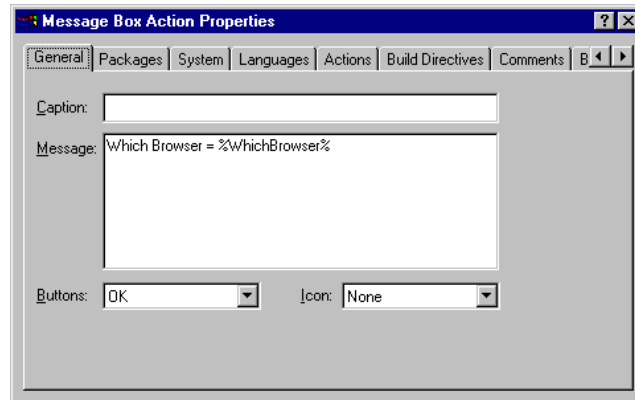 Message Box Action Properties
General Packages System Languages Actions Build Directives Comments B
Caption:
Message: Which Browser = %WhichBrowser%
Buttons: OK Icon: None